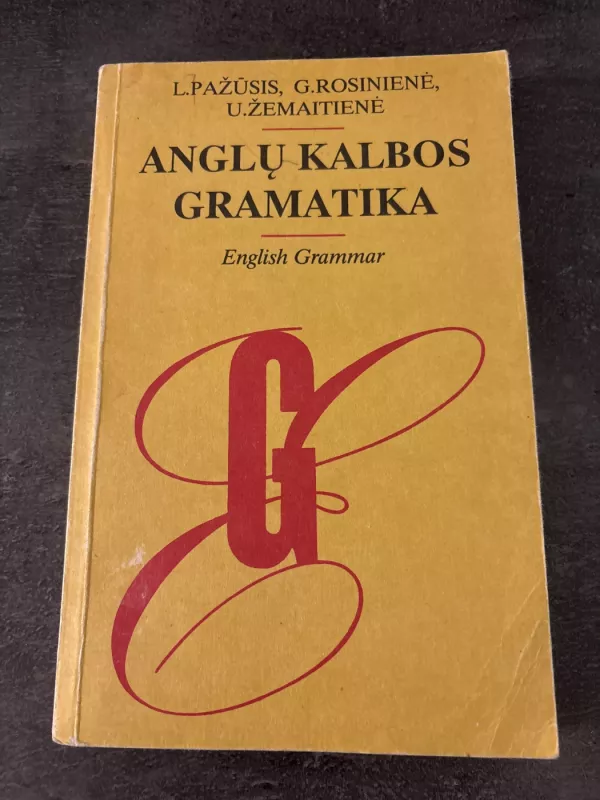 L.PAŽŪSIS, G.ROSINIENĖ,
U.ŽEMAITIENĖ
ANGLŲ KALBOS
GRAMATIKA
English Grammar
G
E